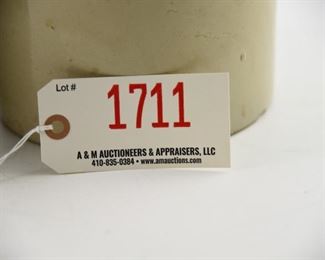 Lot #
1711
A & M AUCTIONEERS & APPRAISERS, LLC
410-835-0384 • www.amauctions.com